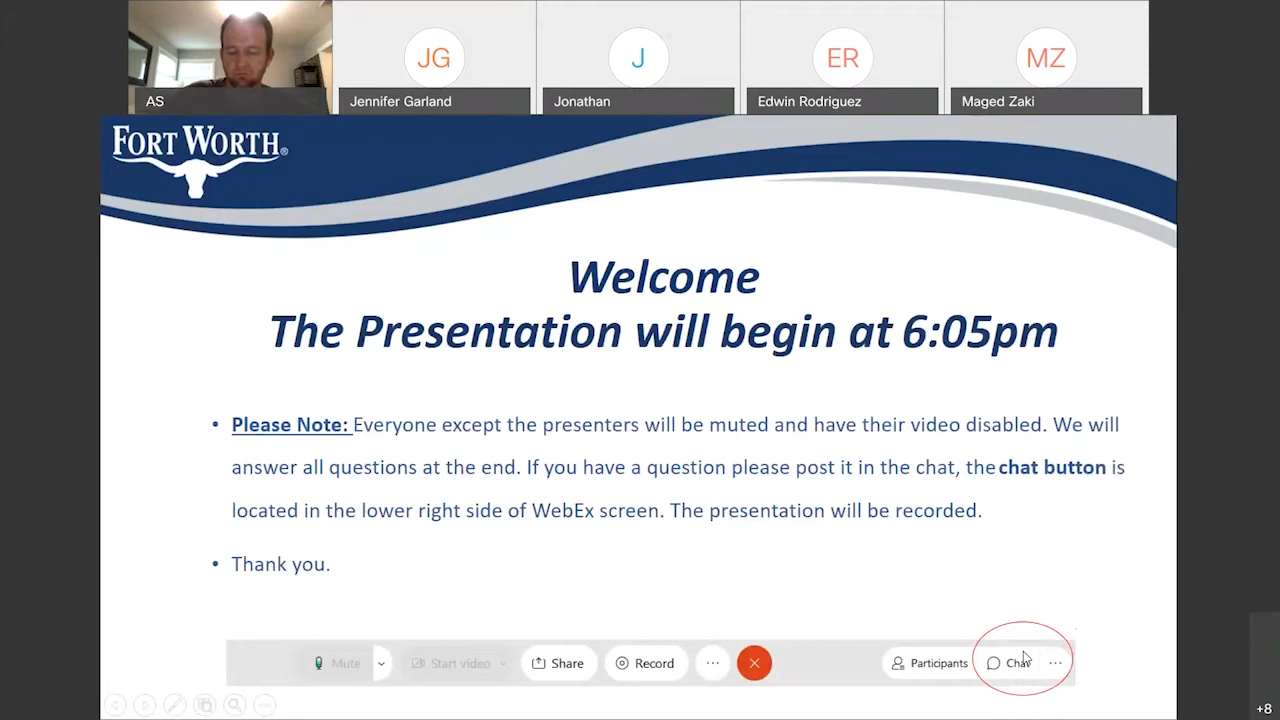 AS
JG
Jennifer Garland
J
Jonathan
ER
Edwin Rodriguez
MZ
Maged Zaki
FORT WORTH®
Welcome
The Presentation will begin at 6:05pm
• Please Note: Everyone except the presenters will be muted and have their video disabled. We will
answer all questions at the end. If you have a question please post it in the chat, the chat button is
located in the lower right side of WebEx screen. The presentation will be recorded.
• Thank you.
Mute
Start video
Share
Record
Participants
Chat
+8